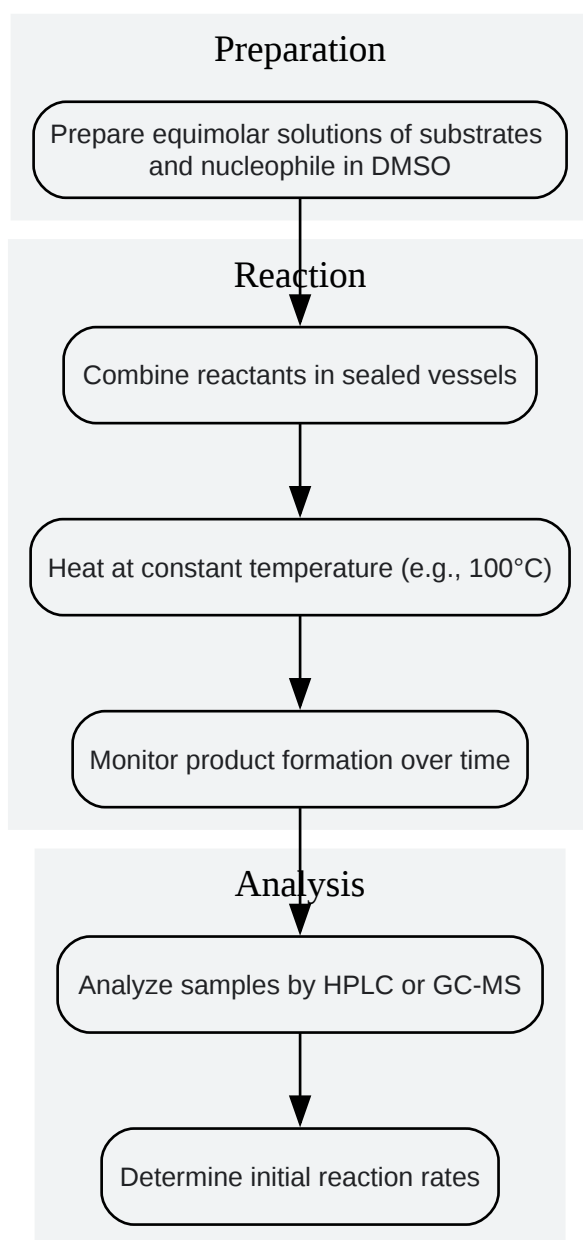 Preparation
Prepare equimolar solutions of substrates
and nucleophile in DMSO
Reaction
Combine reactants in sealed vessels
Heat at constant temperature (e.g., 100°C)
Monitor product formation over time
Analysis
Analyze samples by HPLC or GC-MS
Determine initial reaction rates